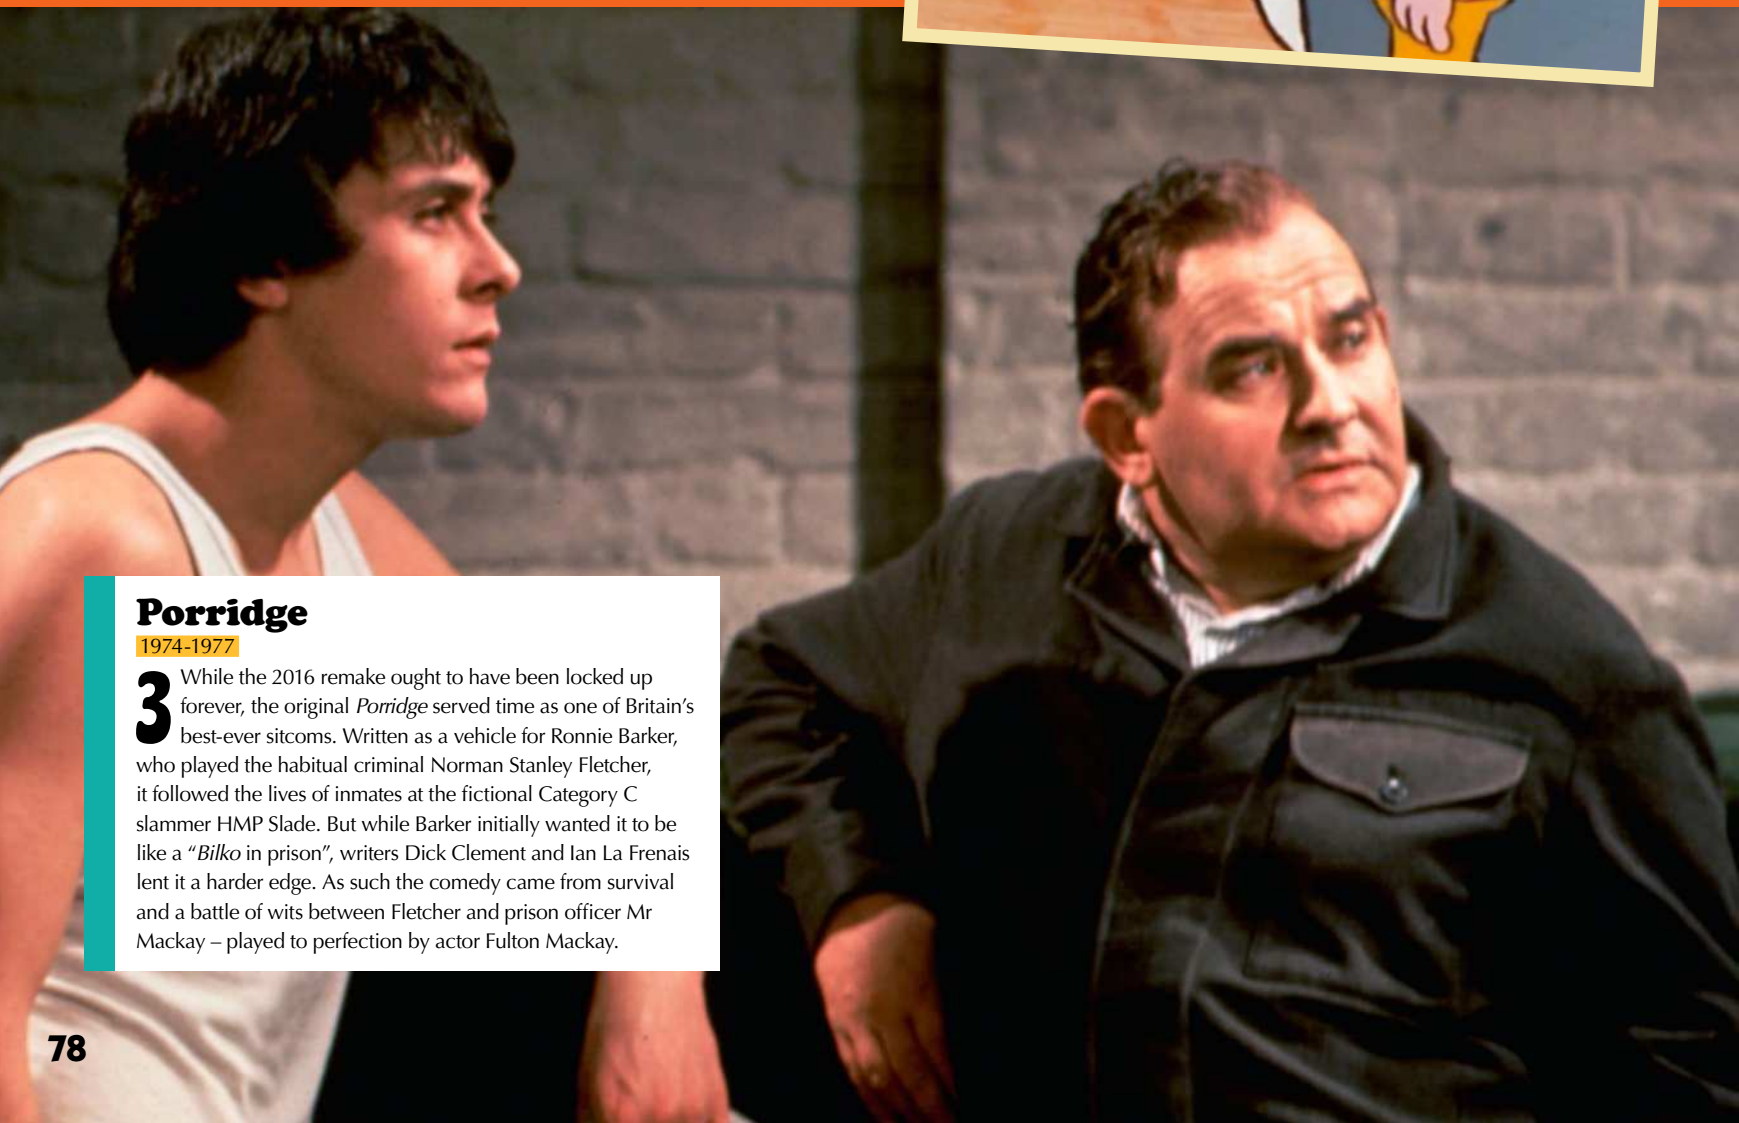 Porridge
1974-1977
3 While the 2016 remake ought to have been locked up
forever, the original Porridge served time as one of Britain’s
best-ever sitcoms. Written as a vehicle for Ronnie Barker,
who played the habitual criminal Norman Stanley Fletcher,
it followed the lives of inmates at the fictional Category C
slammer HMP Slade. But while Barker initially wanted it to be
like a “Bilko in prison”, writers Dick Clement and Ian La Frenais
lent it a harder edge. As such the comedy came from survival
and a battle of wits between Fletcher and prison officer Mr
Mackay – played to perfection by actor Fulton Mackay.
78